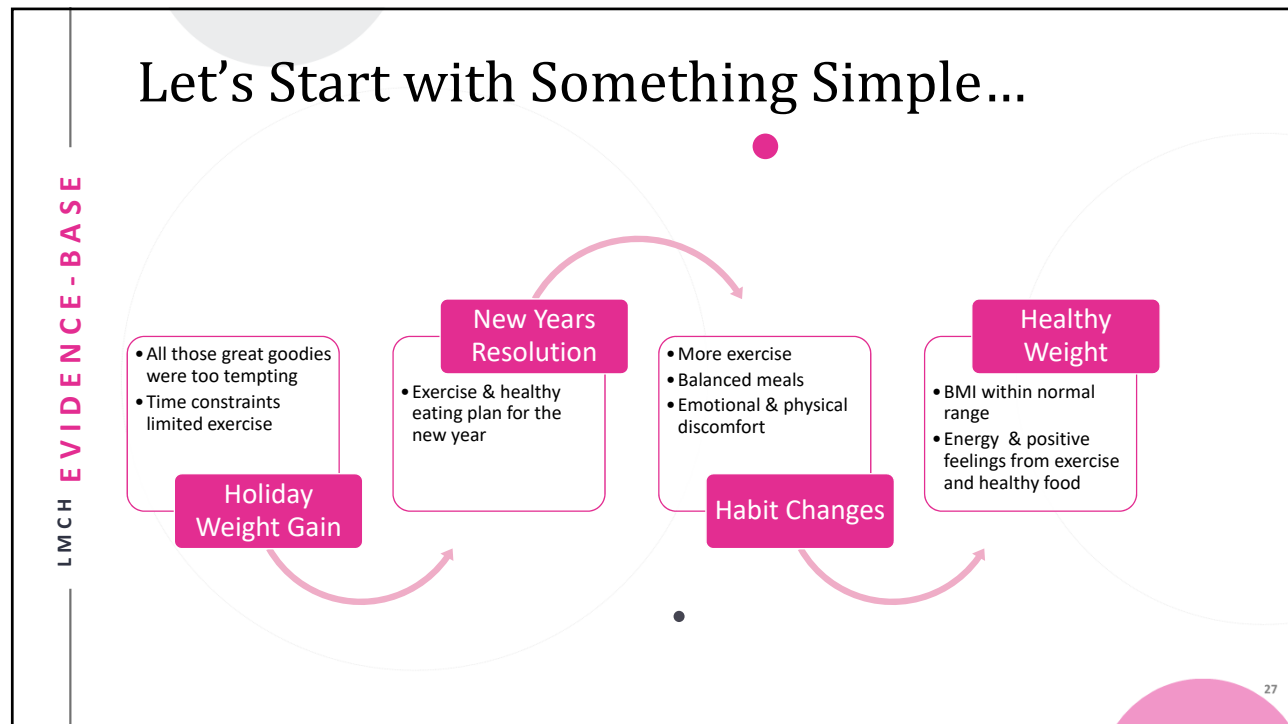 Let’s Start with Something Simple…
LMCH EVIDENCE-BASE
•All those great goodies
were too tempting
•Time constraints
limited exercise
Holiday
Weight Gain
New Years
Resolution
•Exercise & healthy
eating plan for the
new year
•More exercise
•Balanced meals
•Emotional & physical
discomfort
Habit Changes
Healthy
Weight
•BMI within normal
range
•Energy & positive
feelings from exercise
and healthy food
27